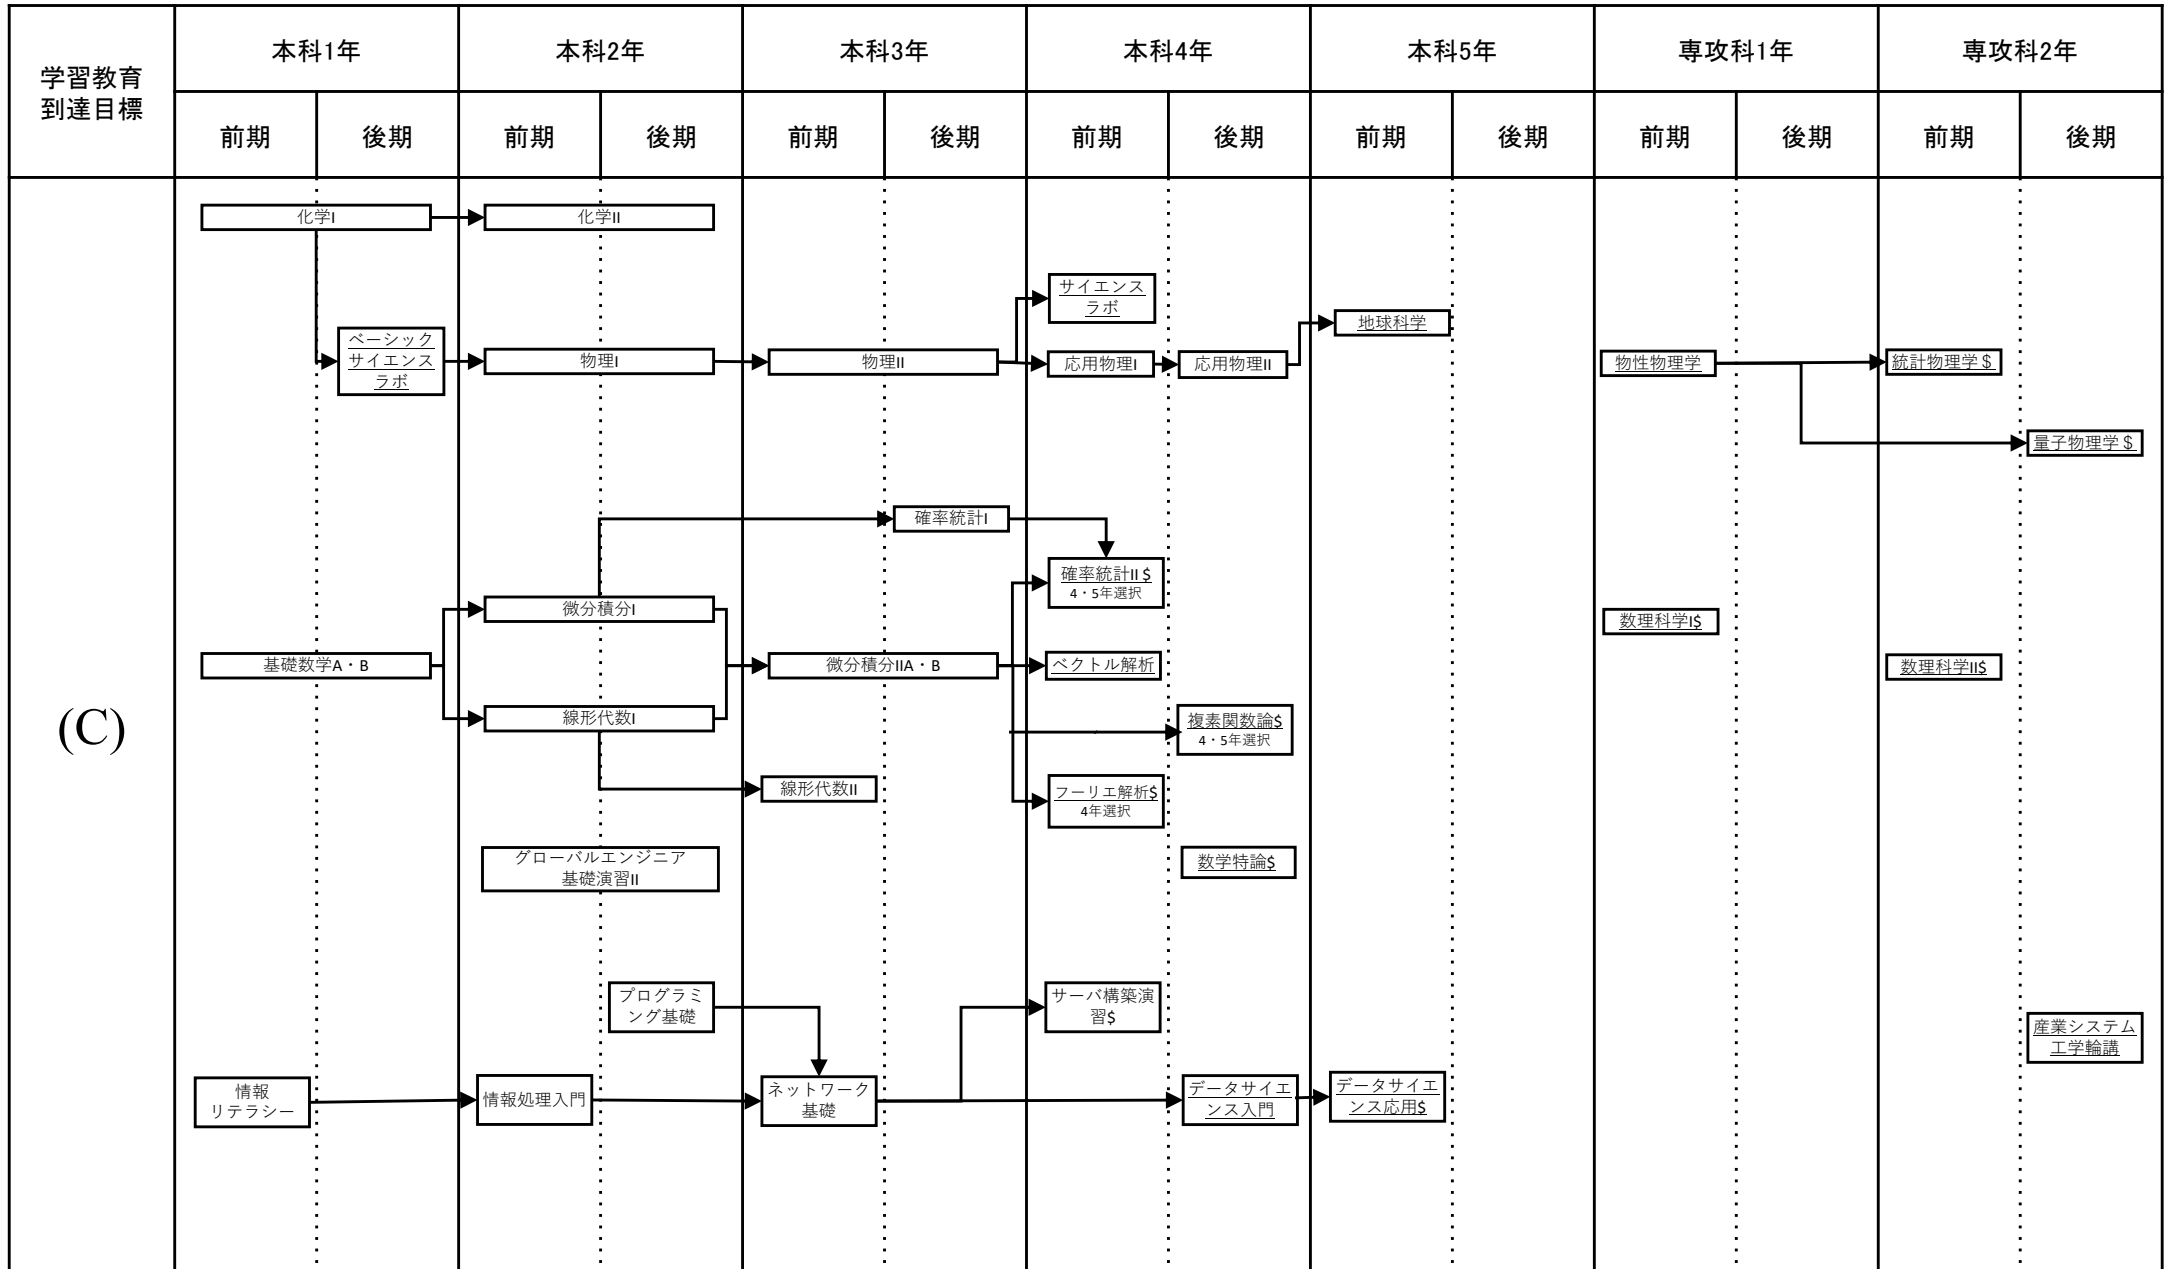 学習教育
到達目標
本科1年
本科2年
本科3年
本科4年
本科5年
専攻科1年
専攻科2年
前期
後期
前期
後期
前期
後期
前期
後期
前期
後期
前期
後期
前期
後期
(C)
化学I
化学II
サイエンス
ラボ
地球科学
ベーシック
サイエンス
ラボ
物理I
物理II
応用物理I
応用物理II
物性物理学
統計物理学＄
量子物理学＄
確率統計I
確率統計II＄
4・5年選択
微分積分I
数理科学I$
基礎数学A・B
微分積分IIA・B
ベクトル解析
数理科学II$
線形代数I
複素関数論$
4・5年選択
線形代数II
フーリエ解析$
4年選択
グローバルエンジニア
基礎演習II
数学特論$
プログラミ
ング基礎
サーバ構築演
習$
産業システム
工学輪講
情報
リテラシー
情報処理入門
ネットワーク
基礎
データサイエ
ンス入門
データサイエ
ンス応用$